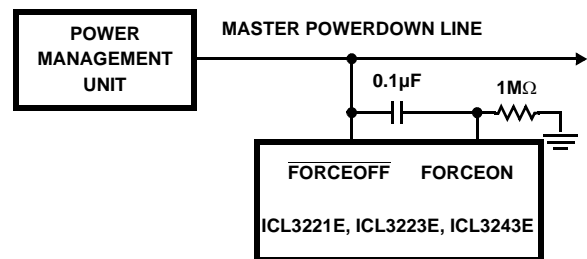 POWER
MANAGEMENT
UNIT
MASTER POWERDOWN LINE
0.1µF
1MΩ
FORCEOFF FORCEON
ICL3221E, ICL3223E, ICL3243E